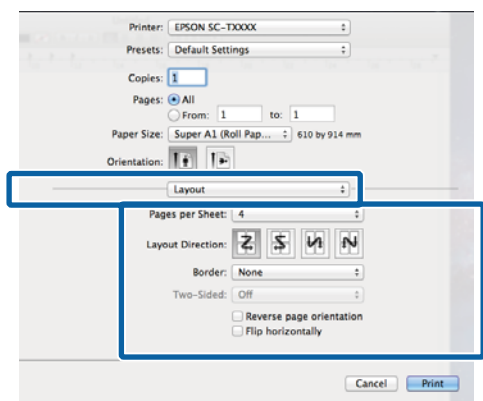 Printer: EPSON SC-TXXXX
Presets: Default Settings
Copies: 1
Pages: All
From: 1 to: 1
Paper Size: Super A1 (Roll Pap... 610 by 914 mm
Orientation:
Layout
Pages per Sheet: 4
Layout Direction:
Border: None
Two-Sided: Off
Reverse page orientation
Flip horizontally
Cancel Print